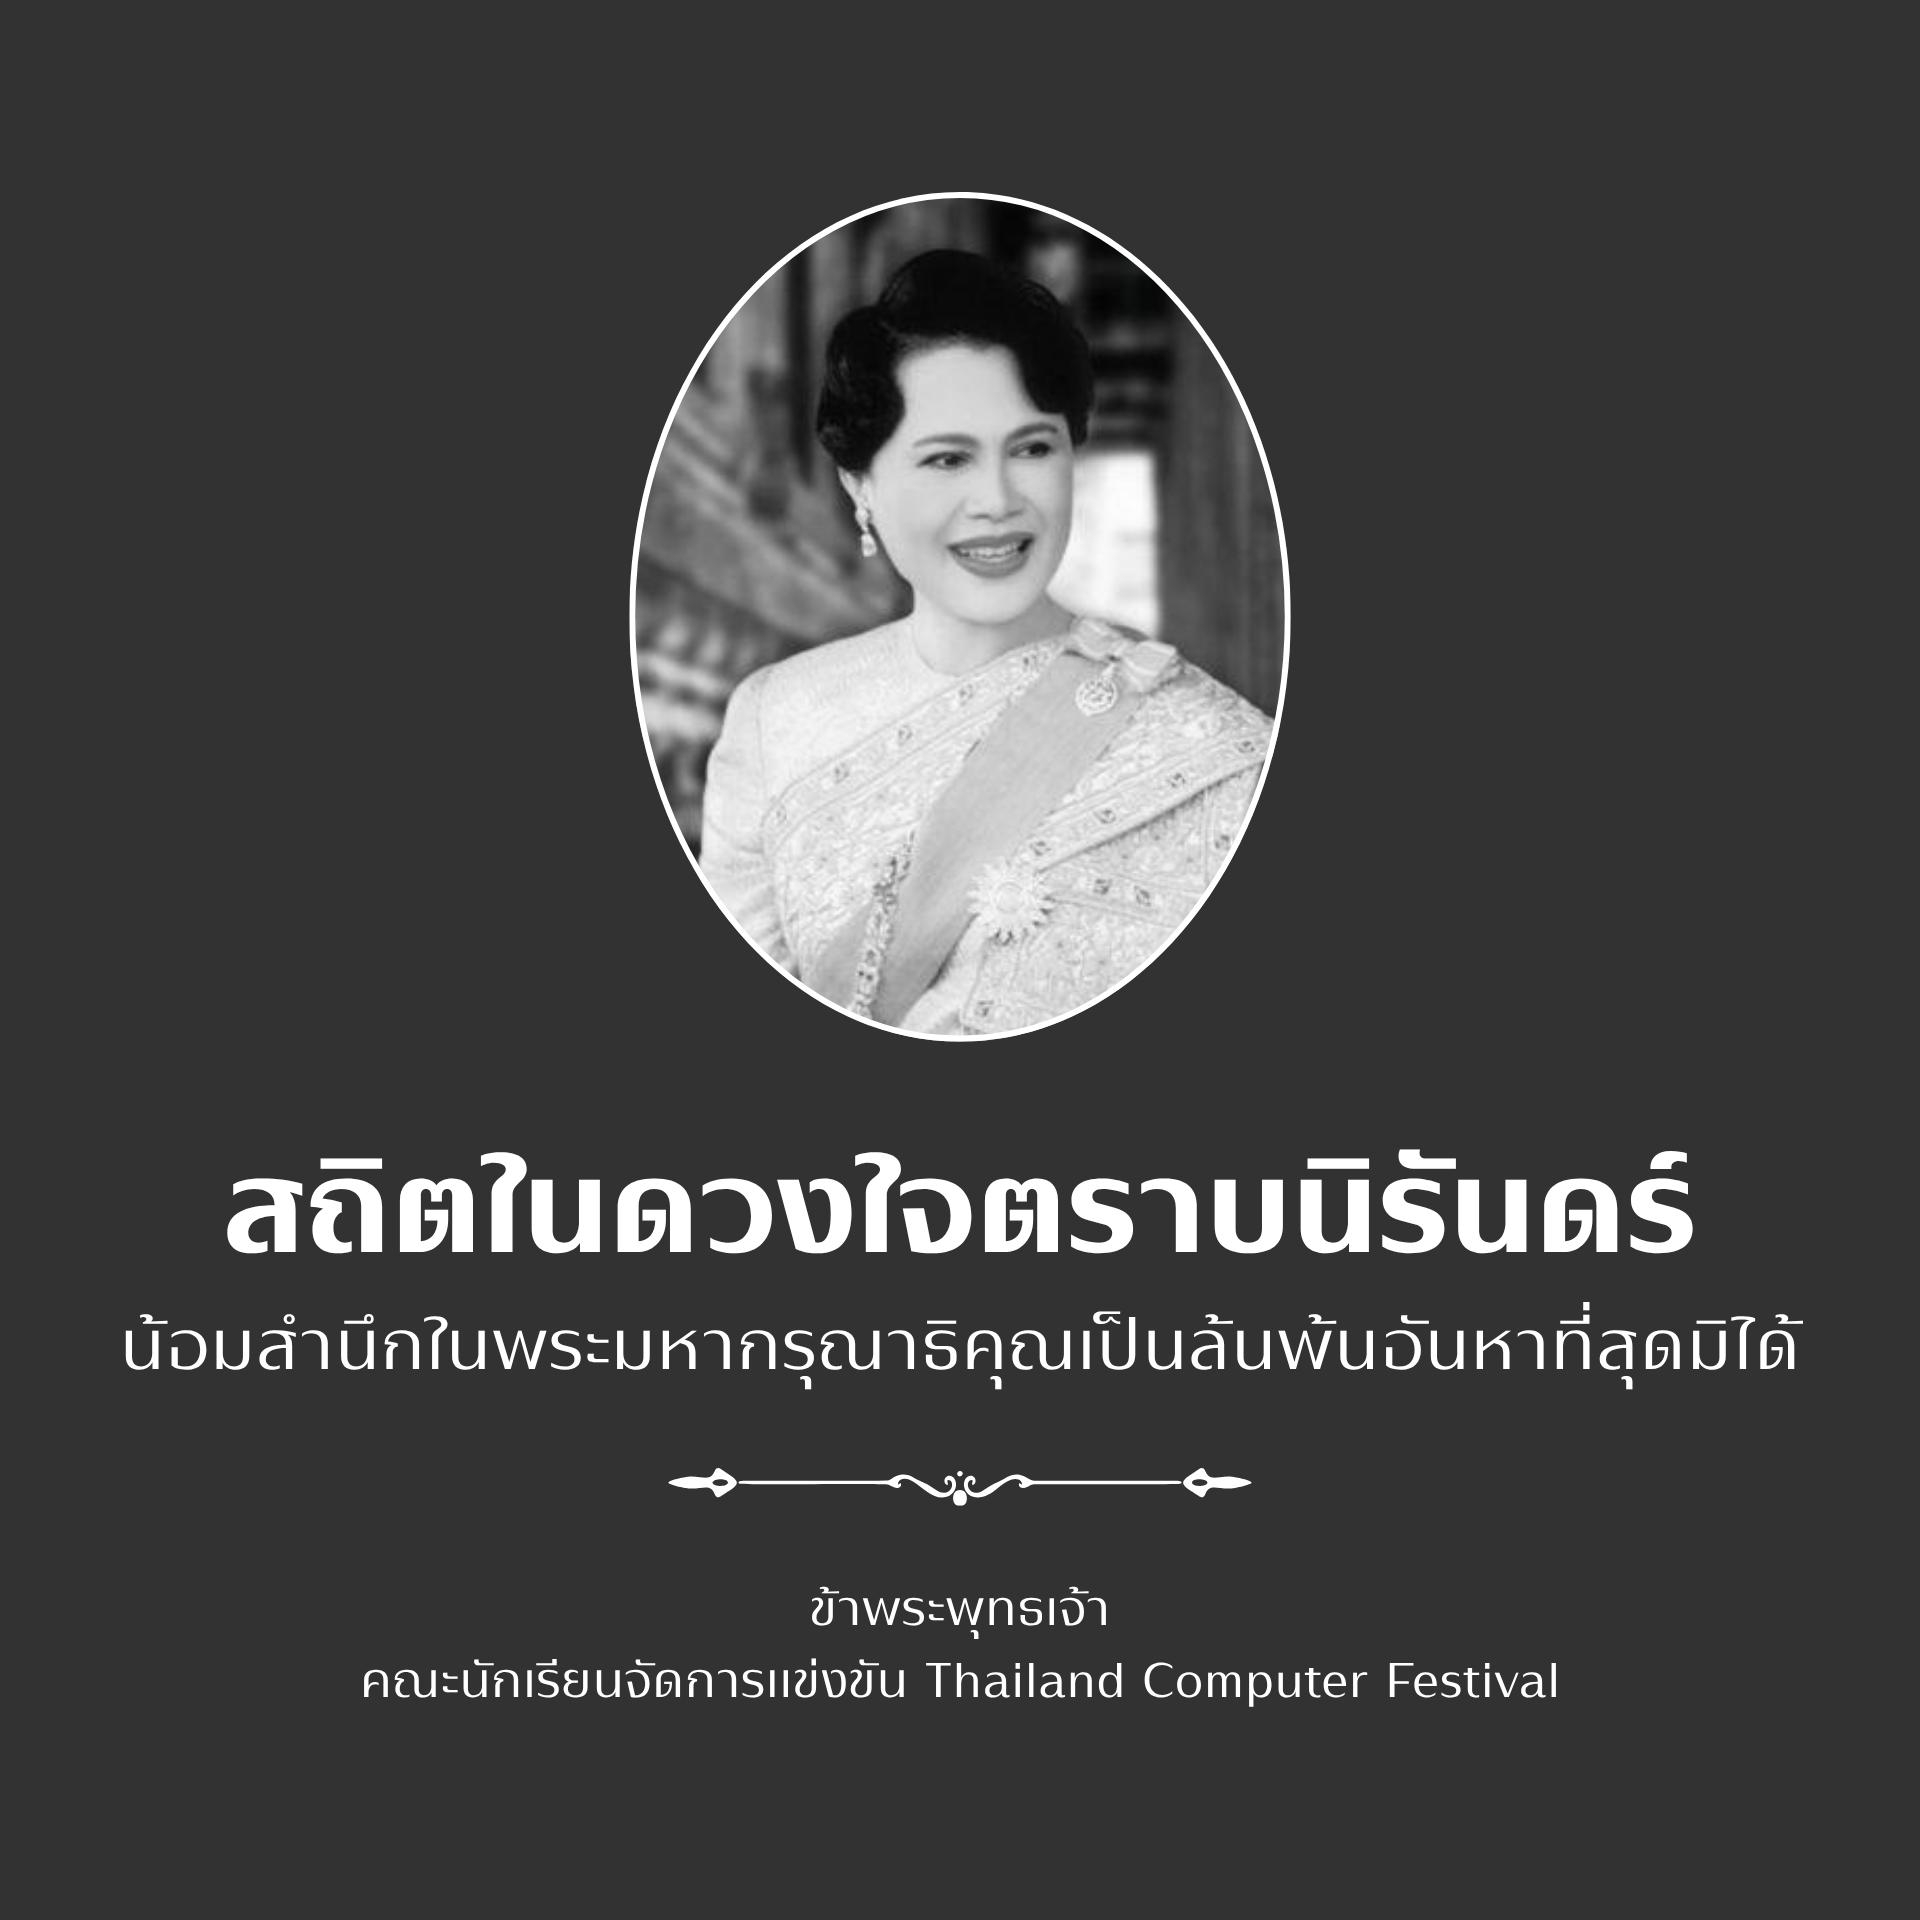 สถิตในดวงใจตราบนิรันดร์
น้อมสำนึกในพระมหากรุณาธิคุณเป็นล้นพ้นอันหาที่สุดมิได้
ข้าพระพุทธเจ้า
คณะนักเรียนจัดการแข่งขัน Thailand Computer Festival